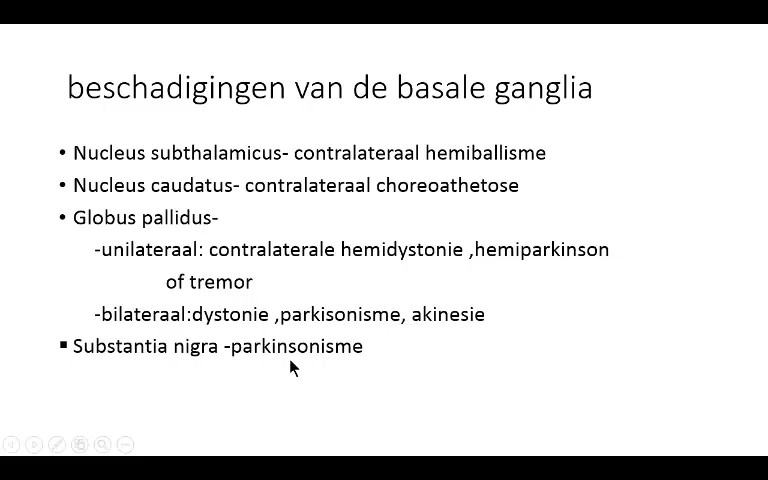 beschadigingen van de basale ganglia
• Nucleus subthalamicus- contralateraal hemiballisme
• Nucleus caudatus- contralateraal choreoathetose
• Globus pallidus-
-unilateraal: contralaterale hemidystonie ,hemiparkinson
of tremor
-bilateraal:dystonie ,parkisonisme, akinesie
▪ Substantia nigra -parkinsonisme